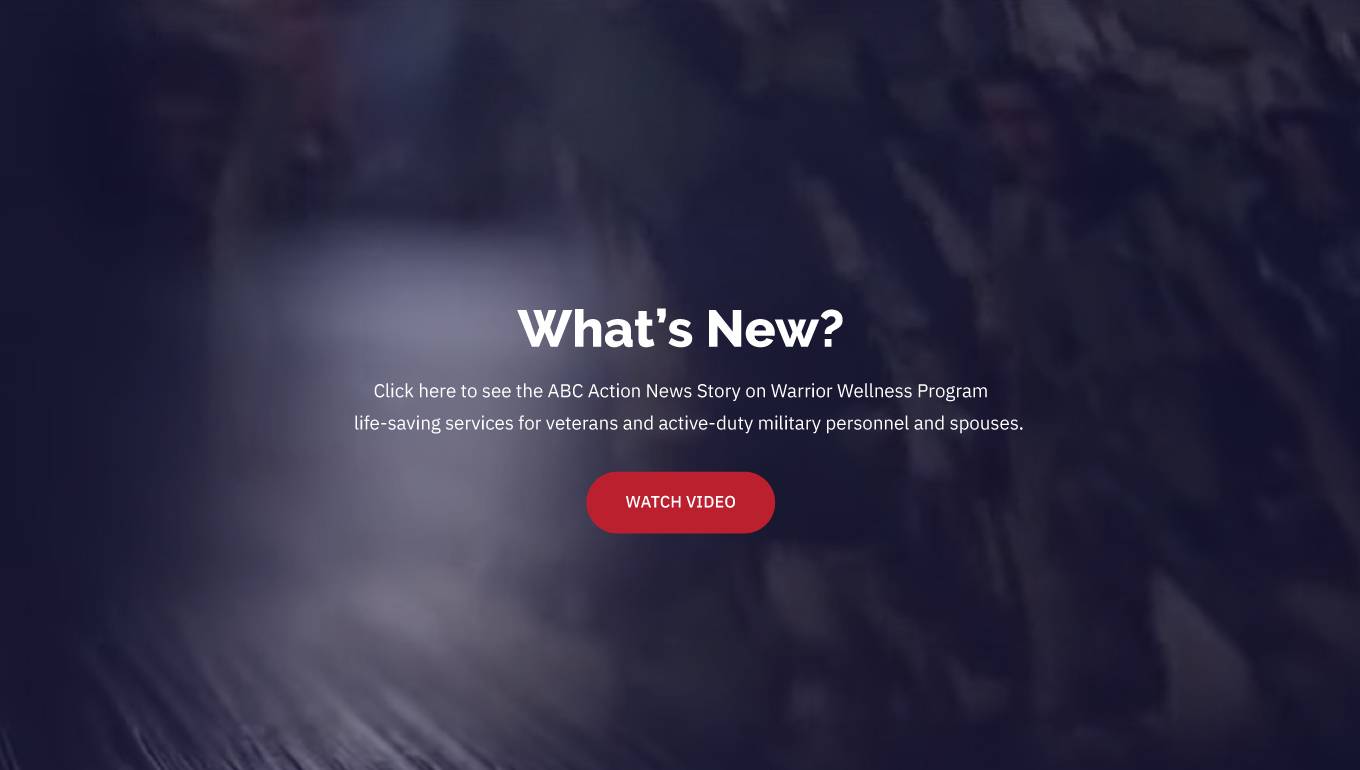 What’s New?
Click here to see the ABC Action News Story on Warrior Wellness Program
life-saving services for veterans and active-duty military personnel and spouses.
WATCH VIDEO